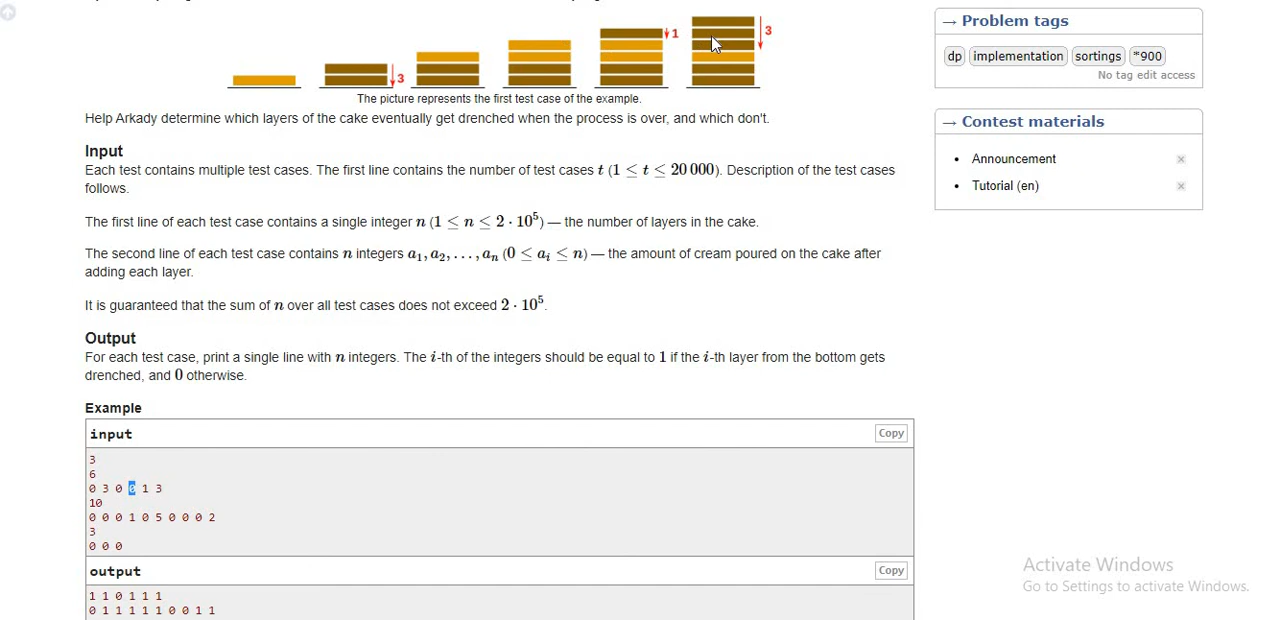 1
3
3
The picture represents the first test case of the example.
Help Arkady determine which layers of the cake eventually get drenched when the process is over, and which don't.
Input
Each test contains multiple test cases. The first line contains the number of test cases t (1 ≤ t ≤ 20 000). Description of the test cases
follows.
The first line of each test case contains a single integer n (1 ≤ n ≤ 2 · 10⁵) — the number of layers in the cake.
The second line of each test case contains n integers a₁, a₂, . . . , aₙ (0 ≤ aᵢ ≤ n) — the amount of cream poured on the cake after
adding each layer.
It is guaranteed that the sum of n over all test cases does not exceed 2 · 10⁵.
Output
For each test case, print a single line with n integers. The i-th of the integers should be equal to 1 if the i-th layer from the bottom gets
drenched, and 0 otherwise.
Example
input
Copy
3
6
0 3 0 0 1 3
10
0 0 0 1 0 5 0 0 0 2
3
0 0 0
output
Copy
1 1 0 1 1 1
0 1 1 1 1 1 0 0 1 1
→ Problem tags
dp implementation sortings *900
No tag edit access
→ Contest materials
Announcement ×
Tutorial (en) ×
Activate Windows
Go to Settings to activate Windows.